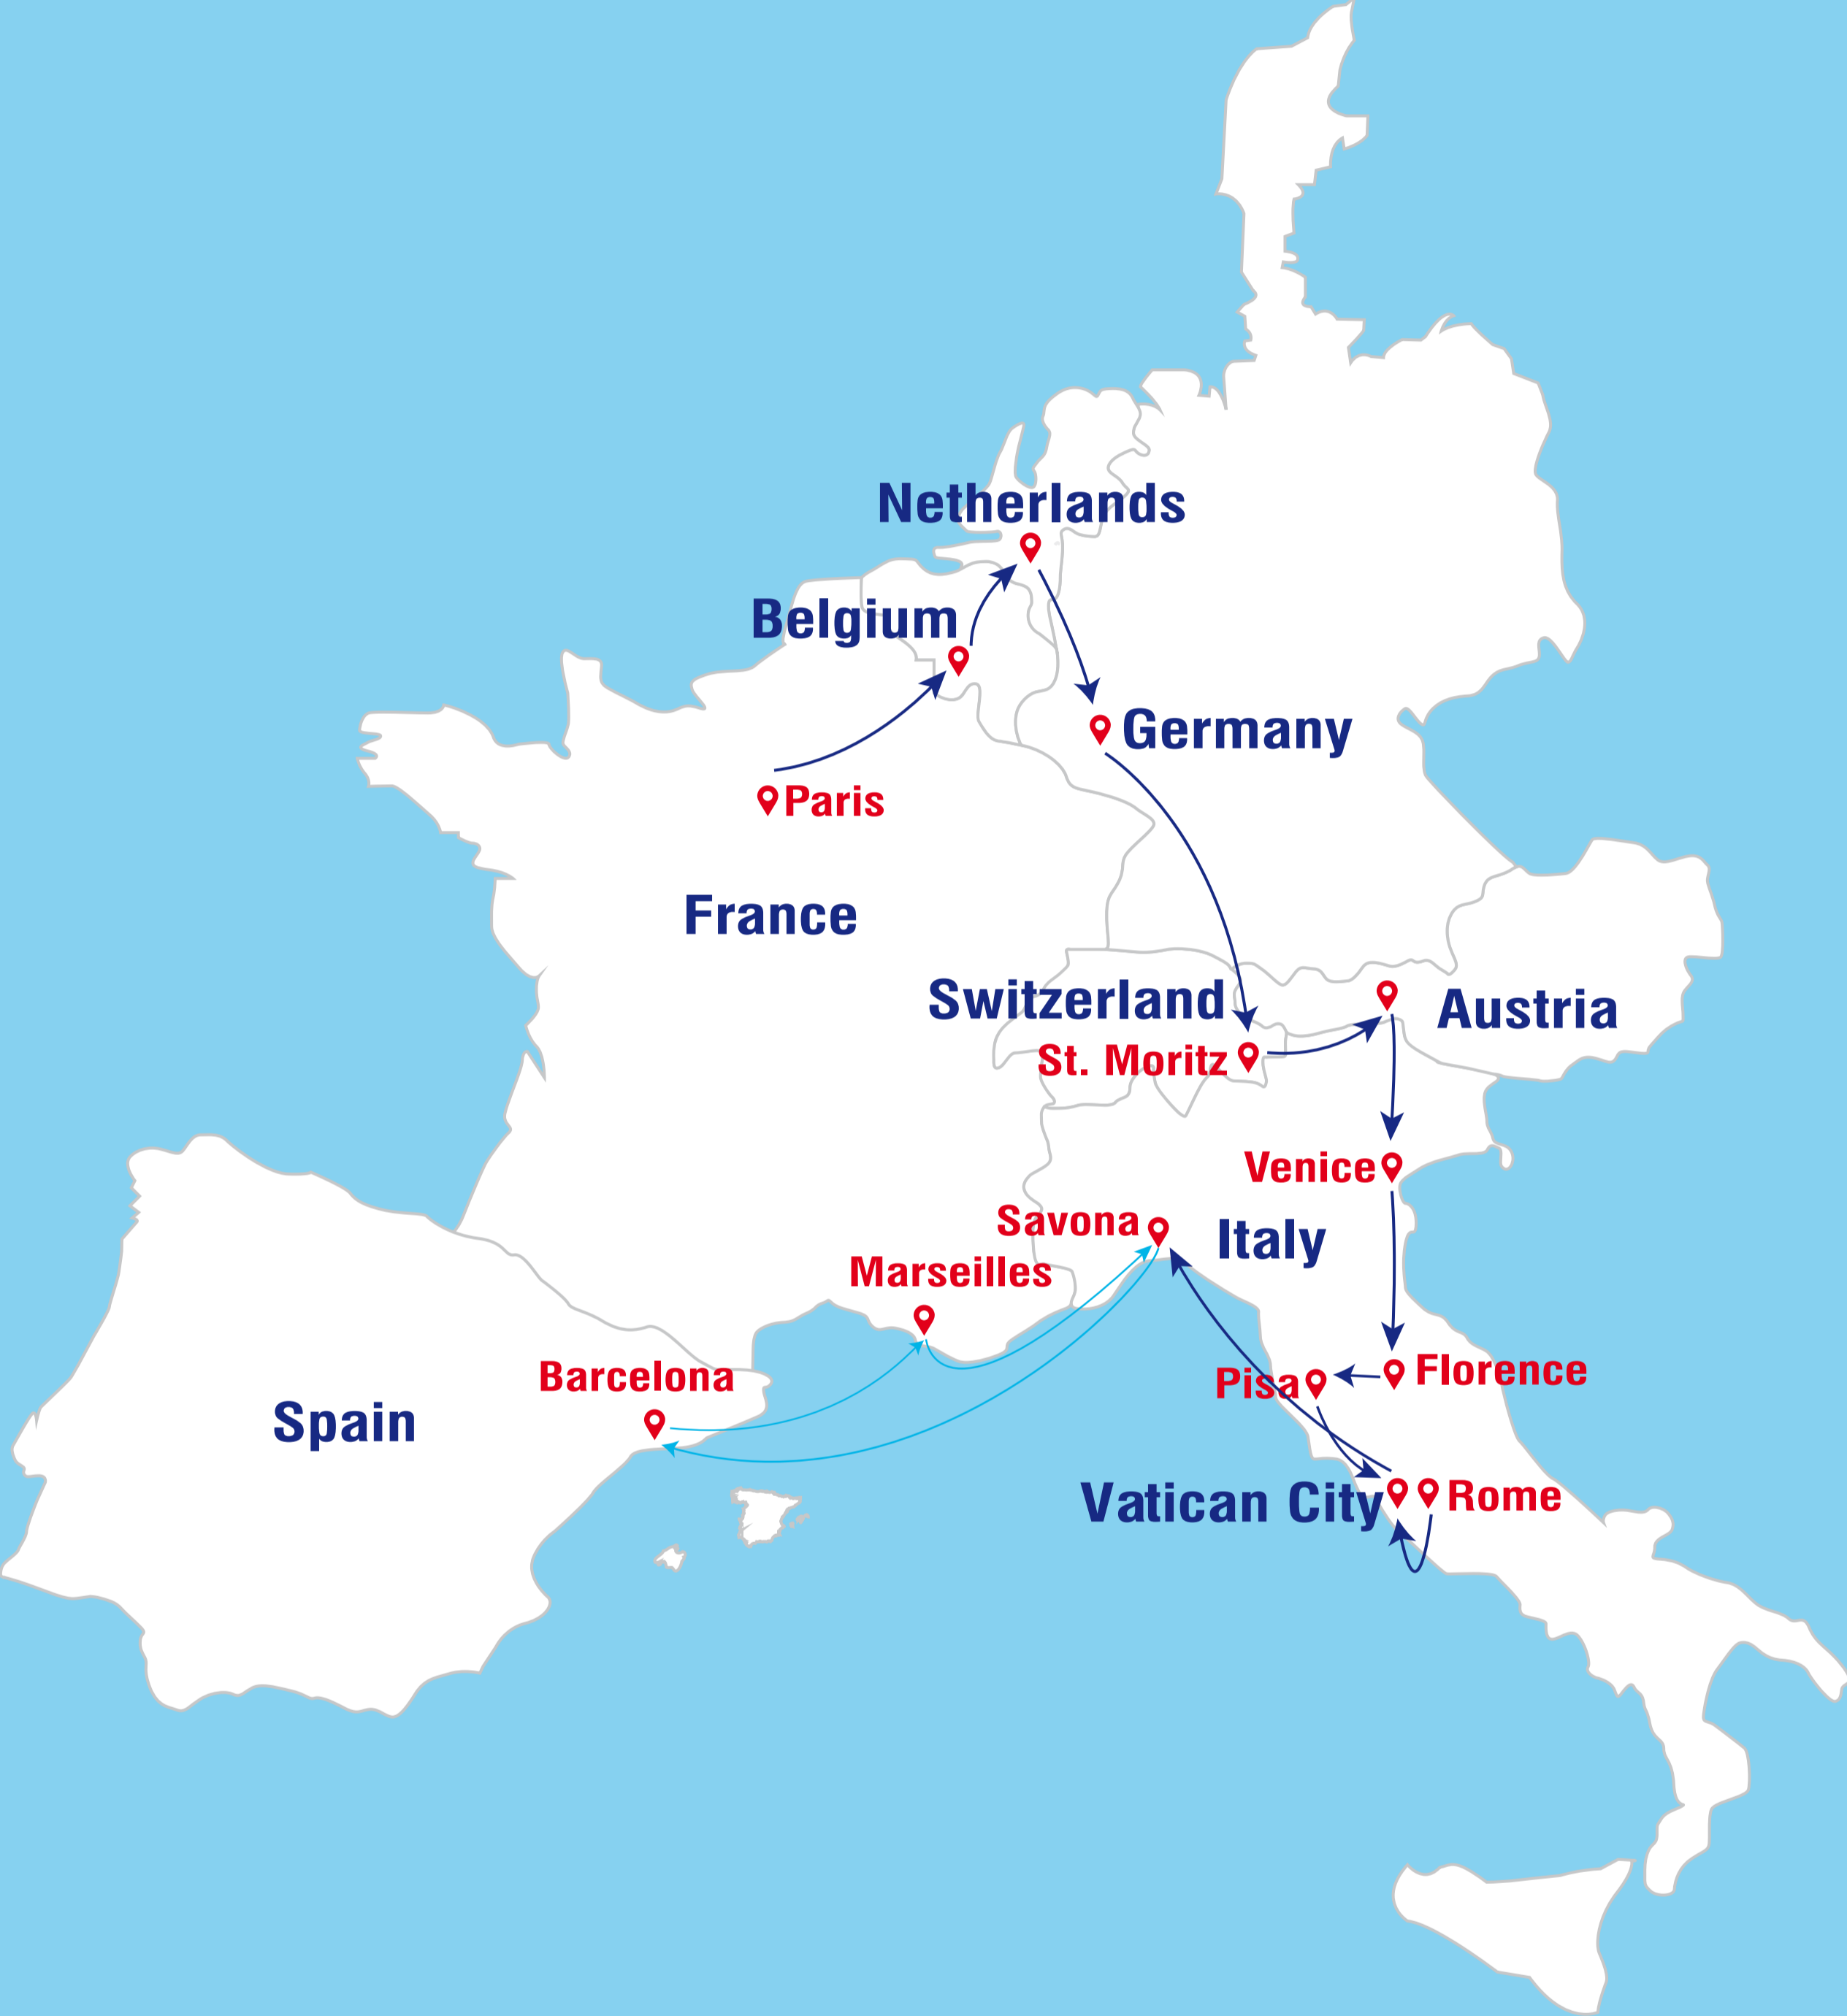 Netherlands
Belgium
Germany
Paris
France
Switzerland
Austria
St. Moritz
Venice
Savona
Italy
Marseilles
Barcelona
Pisa
Florence
Spain
Vatican City
Rome